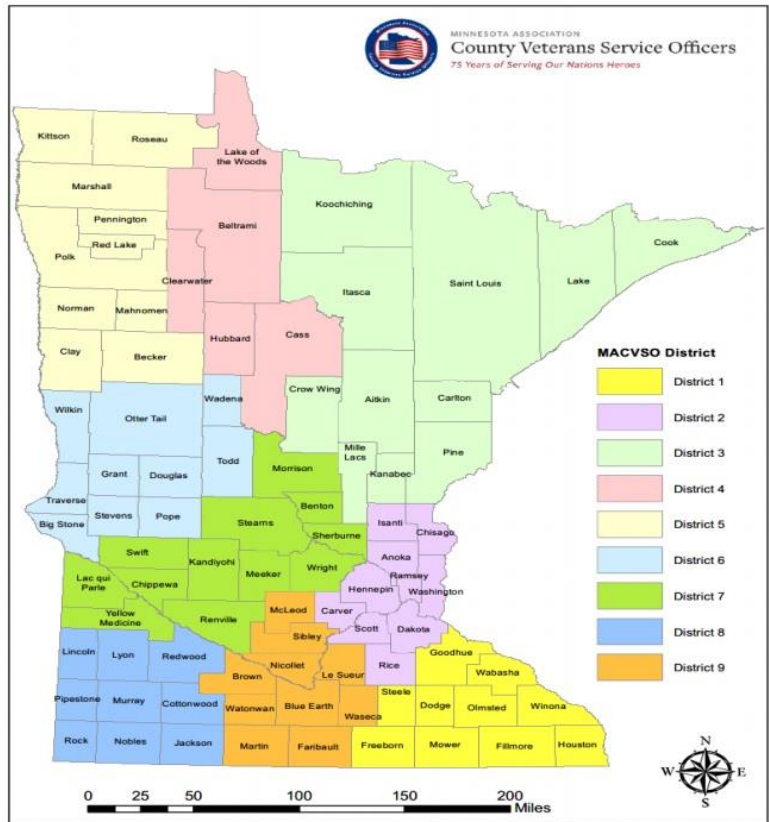 MINNESOTA ASSOCIATION
County Veterans Service Officers
75 Years of Serving Our Nations Heroes
Kittson
Roseau
Lake of
the Woods
Marshall
Koochiching
Pennington
Beltrami
Red Lake
Polk
Cook
Clearwater
Itasca
Saint Louis
Lake
Norman
Mahnomen
Hubbard
Cass
Clay
Becker
Crow Wing
Aitkin
Carlton
Wadena
Wilkin
Otter Tail
Mille
Lacs
Pine
Todd
Morrison
Kanabec
Grant
Douglas
Traverse
Benton
Stevens
Pope
Stearns
Isanti
Big Stone
Chisago
Sherburne
Swift
Anoka
Kandiyohi
Wright
Ramsey
Lac qui
Parle
Chippewa
Meeker
Hennepin
Washington
McLeod
Carver
Yellow
Medicine
Renville
Scott
Dakota
Sibley
Lincoln
Lyon
Redwood
Nicollet
Le Sueur
Rice
Goodhue
Brown
Wabasha
Steele
Pipestone
Murray
Cottonwood
Watonwan
Blue Earth
Waseca
Dodge
Olmsted
Winona
Rock
Nobles
Jackson
Martin
Faribault
Freeborn
Mower
Fillmore
Houston
MACVSO District
District 1
District 2
District 3
District 4
District 5
District 6
District 7
District 8
District 9
N
W E
S
0 50 100 150 200
Miles